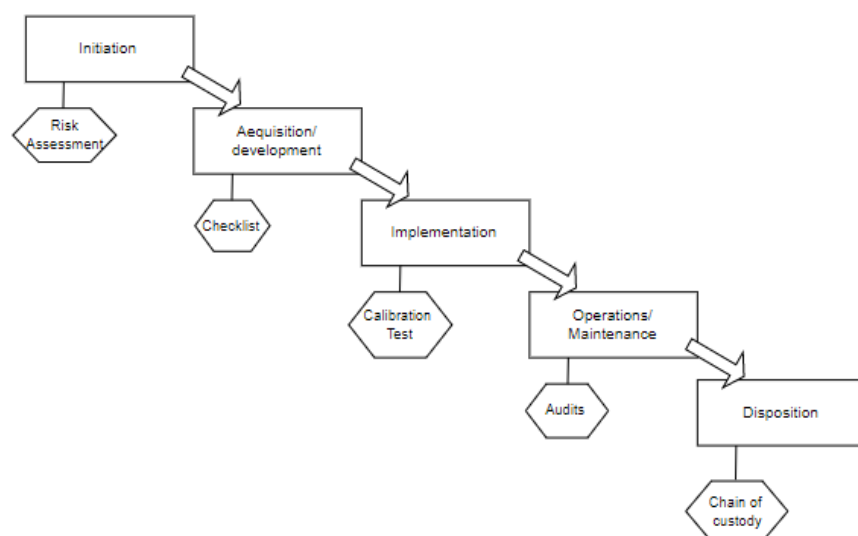 Initiation
Risk
Assessment
Aequisition/
development
Checklist
Implementation
Calibration
Test
Operations/
Maintenance
Audits
Disposition
Chain of
custody